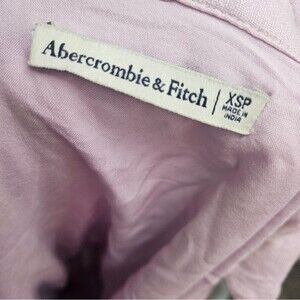 Abercrombie & Fitch | XSP
MADE IN
INDIA